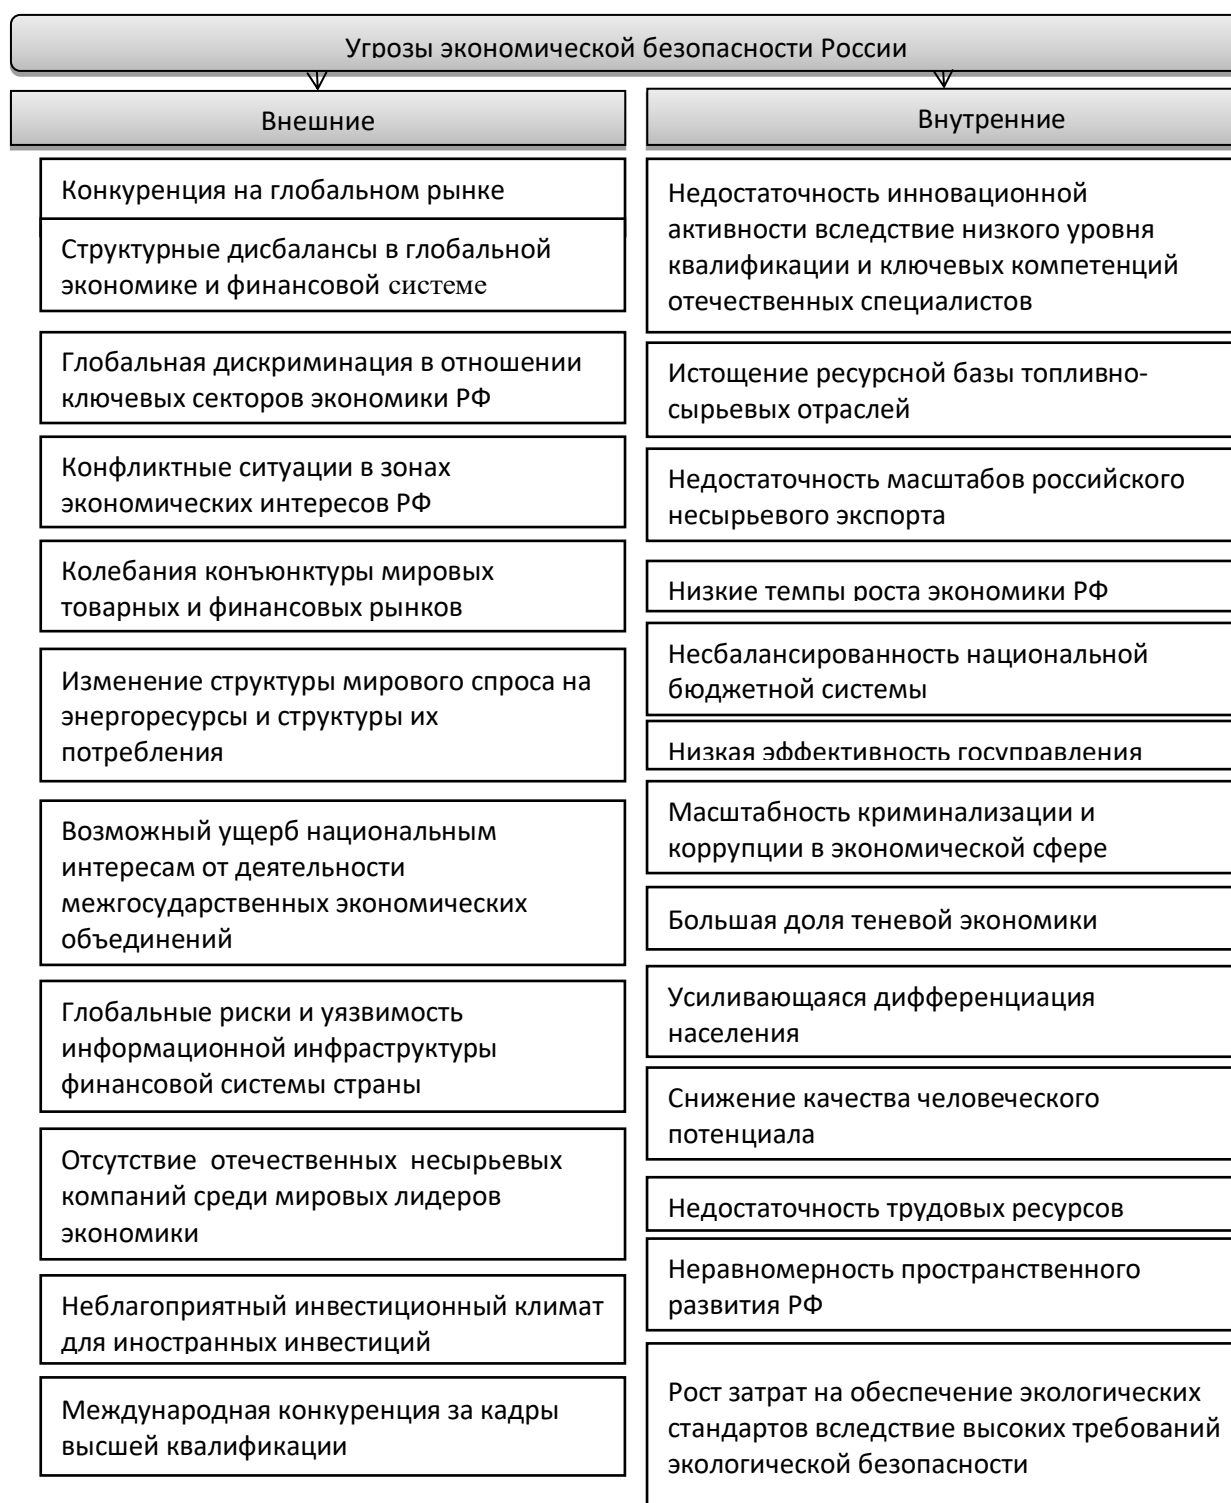 Угрозы экономической безопасности России
Внешние
Конкуренция на глобальном рынке
Структурные дисбалансы в глобальной
экономике и финансовой системе
Глобальная дискриминация в отношении
ключевых секторов экономики РФ
Конфликтные ситуации в зонах
экономических интересов РФ
Колебания конъюнктуры мировых
товарных и финансовых рынков
Изменение структуры мирового спроса на
энергоресурсы и структуры их
потребления
Возможный ущерб национальным
интересам от деятельности
межгосударственных экономических
объединений
Глобальные риски и уязвимость
информационной инфраструктуры
финансовой системы страны
Отсутствие отечественных несырьевых
компаний среди мировых лидеров
экономики
Неблагоприятный инвестиционный климат
для иностранных инвестиций
Международная конкуренция за кадры
высшей квалификации
Внутренние
Недостаточность инновационной
активности вследствие низкого уровня
квалификации и ключевых компетенций
отечественных специалистов
Истощение ресурсной базы топливно-
сырьевых отраслей
Недостаточность масштабов российского
несырьевого экспорта
Низкие темпы роста экономики РФ
Несбалансированность национальной
бюджетной системы
Низкая эффективность госуправления
Масштабность криминализации и
коррупции в экономической сфере
Большая доля теневой экономики
Усиливающаяся дифференциация
населения
Снижение качества человеческого
потенциала
Недостаточность трудовых ресурсов
Неравномерность пространственного
развития РФ
Рост затрат на обеспечение экологических
стандартов вследствие высоких требований
экологической безопасности